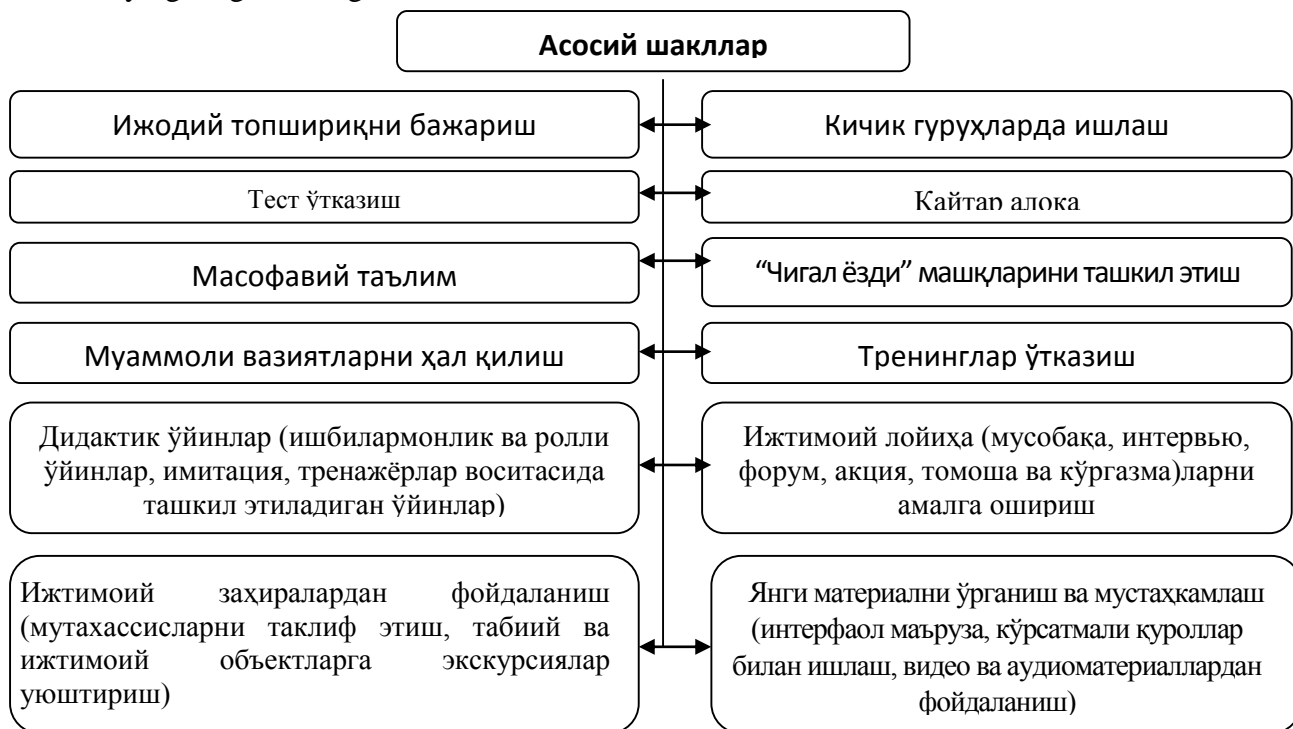 Асосий шакллар
Ижодий топшириқни бажариш
Кичик гуруҳларда ишлаш
Тест ўтказиш
Қайтар алоқа
Масофавий таълим
“Чигал ёзди” машқларини ташкил этиш
Муаммоли вазиятларни ҳал қилиш
Тренинглар ўтказиш
Дидактик ўйинлар (ишбилармонлик ва ролли
ўйинлар, имитация, тренажёрлар воситасида
ташкил этиладиган ўйинлар)
Ижтимоий лойиҳа (мусобақа, интервью,
форум, акция, томоша ва кўргазма)ларни
амалга ошириш
Ижтимоий заҳиралардан фойдаланиш
(мутахассисларни таклиф этиш, табиий ва
ижтимоий объектларга экскурсиялар
уюштириш)
Янги материални ўрганиш ва мустаҳкамлаш
(интерфаол маъруза, кўрсатмали қуроллар
билан ишлаш, видео ва аудиоматериаллардан
фойдаланиш)